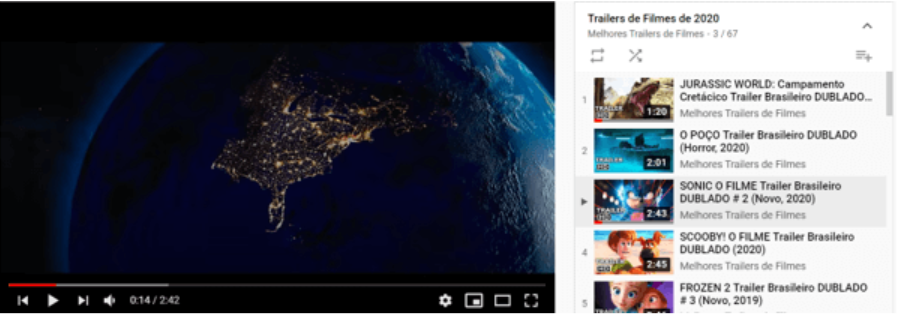 Trailers de Filmes de 2020
Melhores Trailers de Filmes - 3 / 67
1
TRAILER
1:20
JURASSIC WORLD: Campamento
Cretácico Trailer Brasileiro DUBLADO...
Melhores Trailers de Filmes
2
TRAILER
2:01
O POÇO Trailer Brasileiro DUBLADO
(Horror, 2020)
Melhores Trailers de Filmes
TRAILER
2:43
SONIC O FILME Trailer Brasileiro
DUBLADO # 2 (Novo, 2020)
Melhores Trailers de Filmes
4
TRAILER
2:45
SCOOBY! O FILME Trailer Brasileiro
DUBLADO (2020)
Melhores Trailers de Filmes
5
FROZEN 2 Trailer Brasileiro DUBLADO
# 3 (Novo, 2019)
0:14 / 2:42